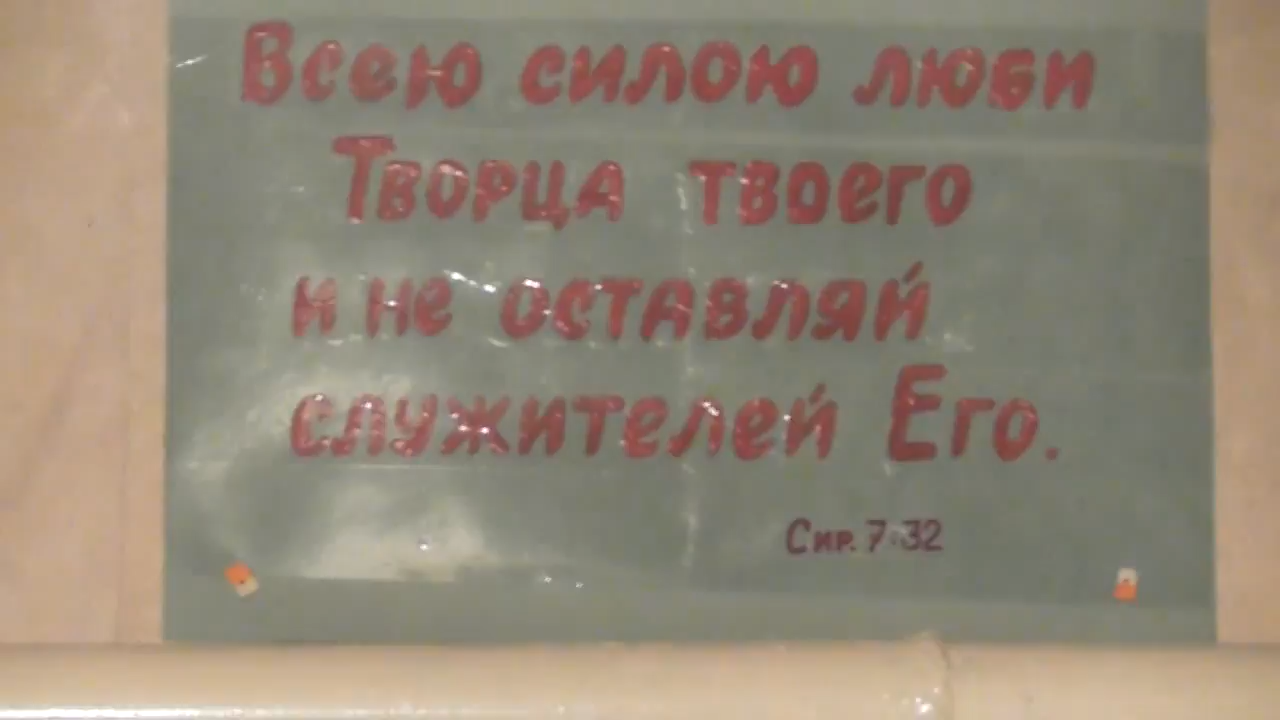 Всею силою люби
Творца твоего
и не оставляй
служителей Его.
Сир. 7:32